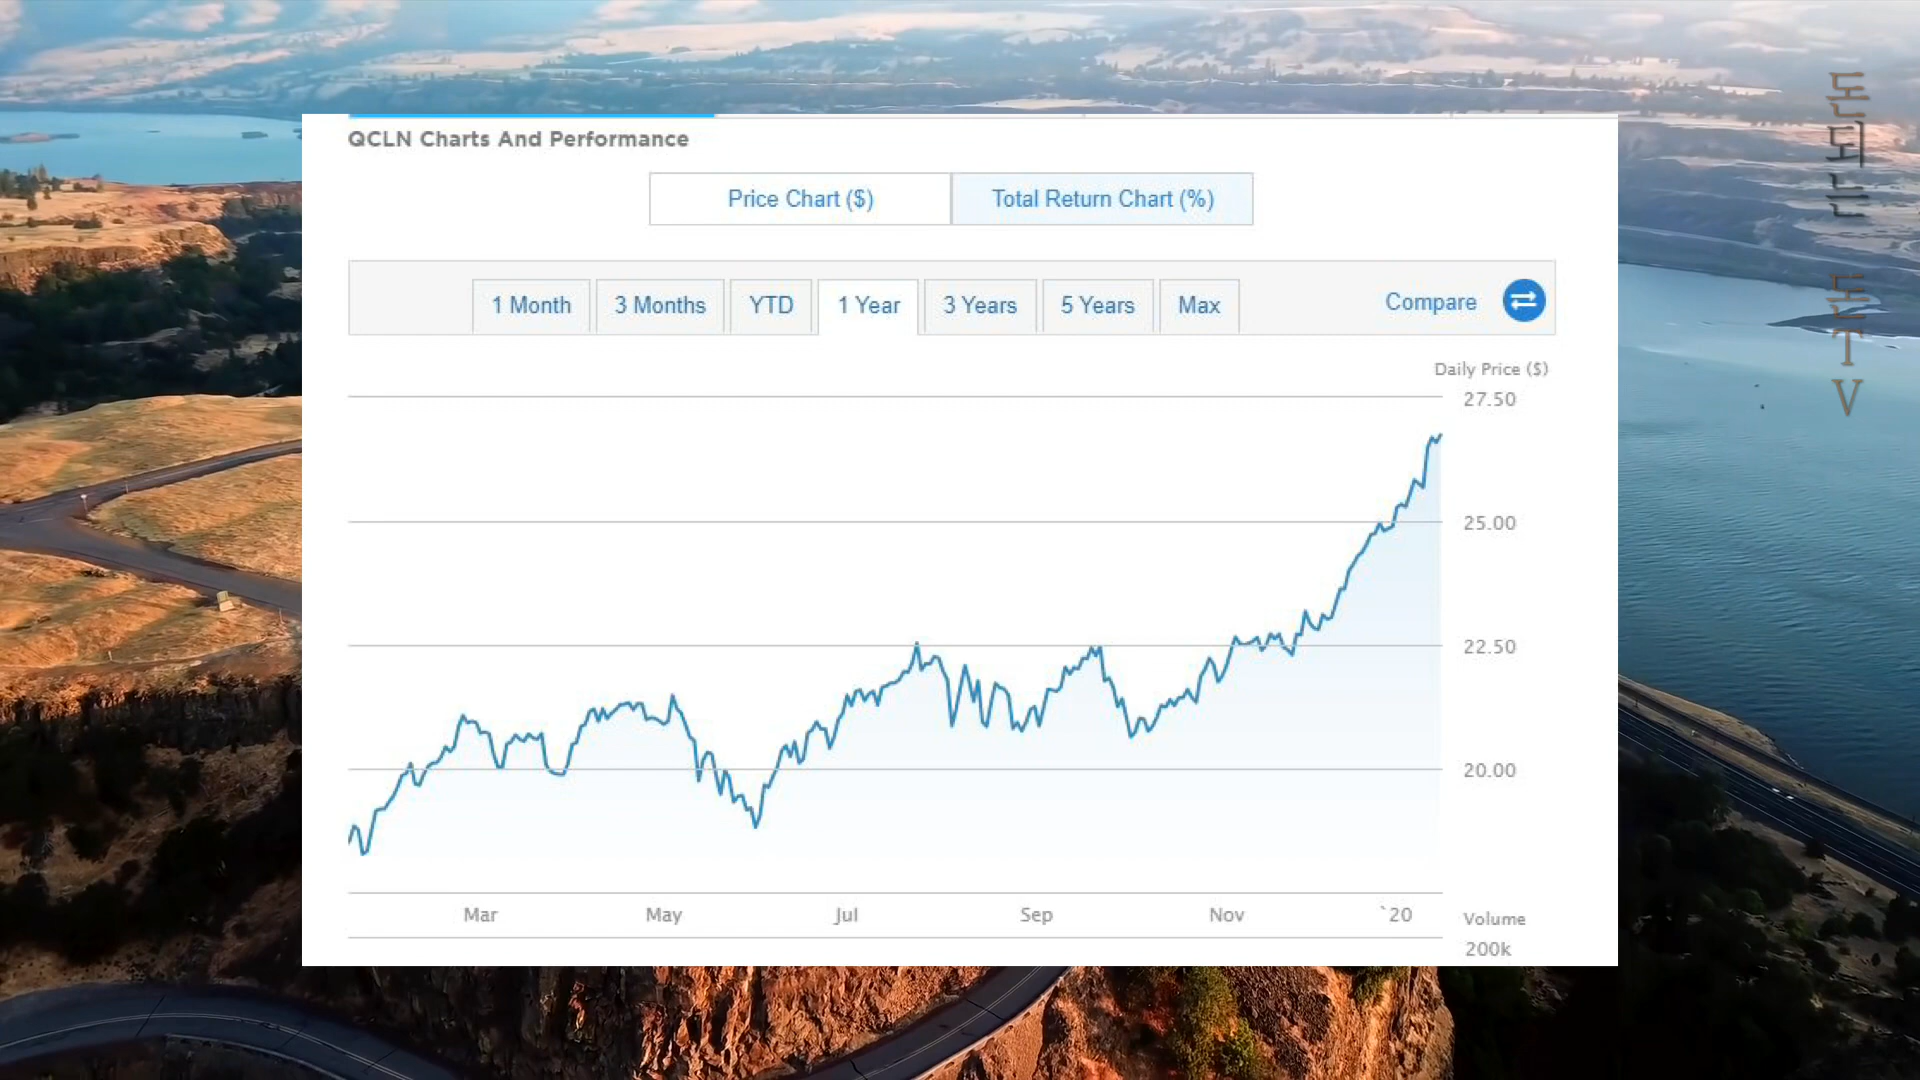 QCLN Charts And Performance
Price Chart ($)
Total Return Chart (%)
1 Month
3 Months
YTD
1 Year
3 Years
5 Years
Max
Compare
Daily Price ($)
27.50
25.00
22.50
20.00
Mar
May
Jul
Sep
Nov
`20
Volume
200k
돈되는 돈TV